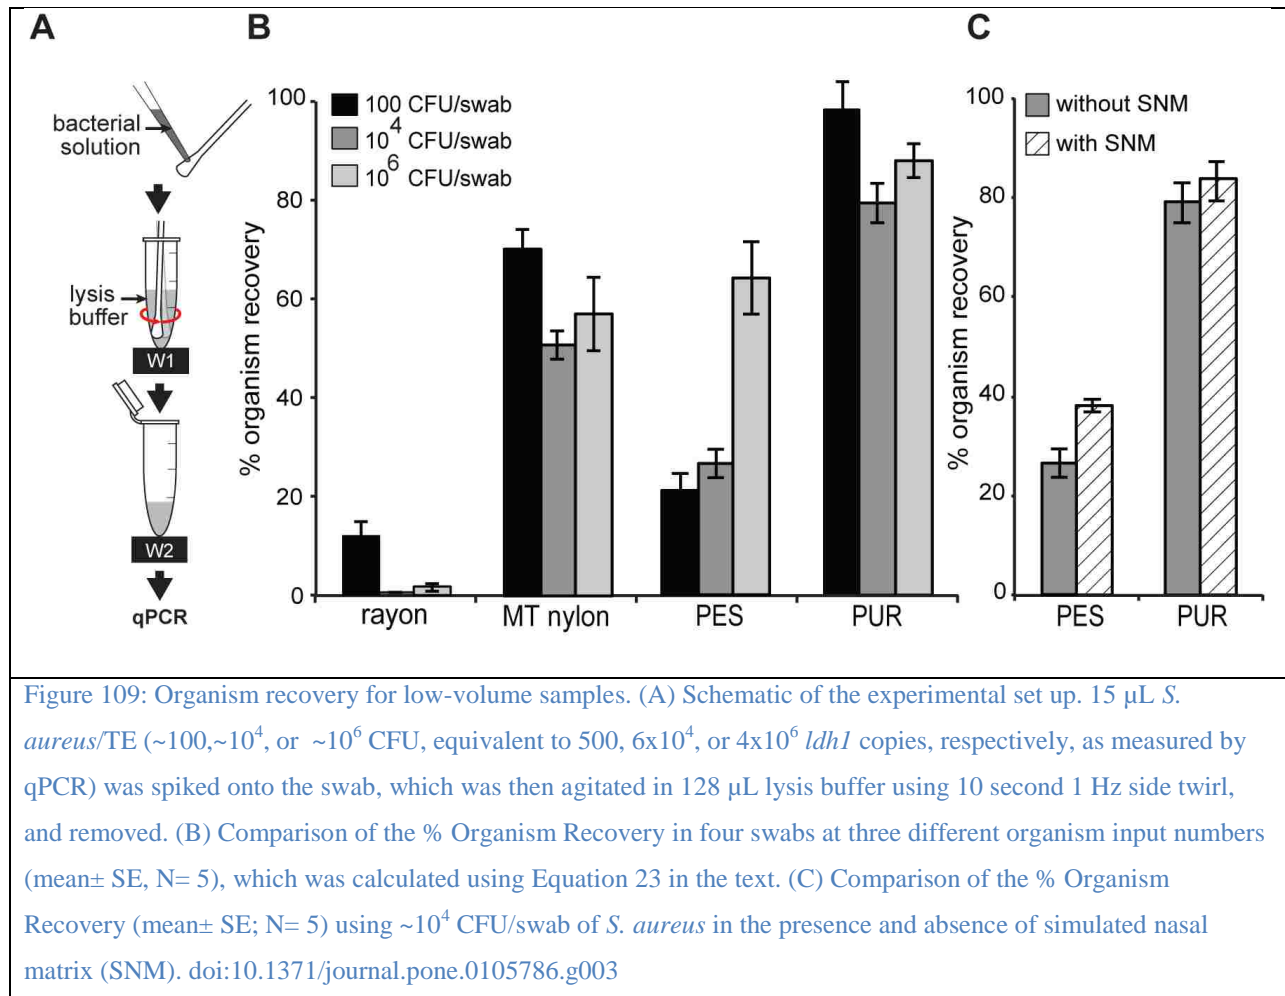 A
bacterial
solution
lysis
buffer
W1
W2
qPCR
B
% organism recovery
100
80
60
40
20
0
100 CFU/swab
10^4 CFU/swab
10^6 CFU/swab
rayon
MT nylon
PES
PUR
C
% organism recovery
100
80
60
40
20
0
without SNM
with SNM
PES
PUR
Figure 109: Organism recovery for low-volume samples. (A) Schematic of the experimental set up. 15 µL S.
aureus/TE (~100,~10^4, or ~10^6 CFU, equivalent to 500, 6x10^4, or 4x10^6 ldh1 copies, respectively, as measured by
qPCR) was spiked onto the swab, which was then agitated in 128 µL lysis buffer using 10 second 1 Hz side twirl,
and removed. (B) Comparison of the % Organism Recovery in four swabs at three different organism input numbers
(mean± SE, N= 5), which was calculated using Equation 23 in the text. (C) Comparison of the % Organism
Recovery (mean± SE; N= 5) using ~10^4 CFU/swab of S. aureus in the presence and absence of simulated nasal
matrix (SNM). doi:10.1371/journal.pone.0105786.g003